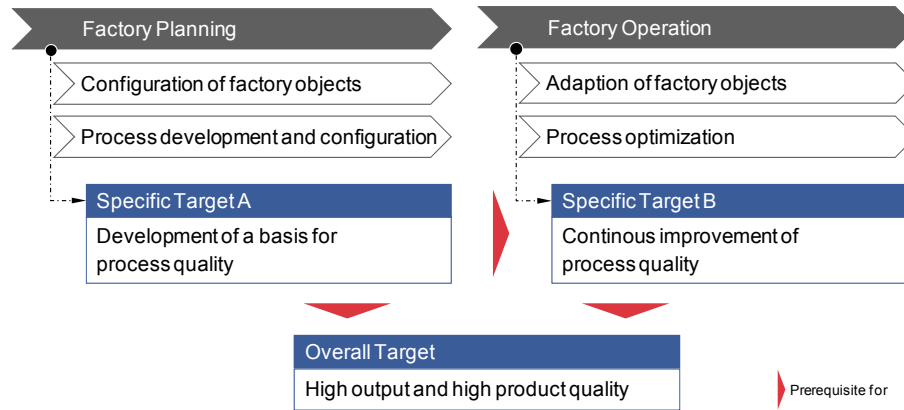 Factory Planning
Configuration of factory objects
Process development and configuration
Specific Target A
Development of a basis for
process quality
Factory Operation
Adaption of factory objects
Process optimization
Specific Target B
Continous improvement of
process quality
Overall Target
High output and high product quality
Prerequisite for